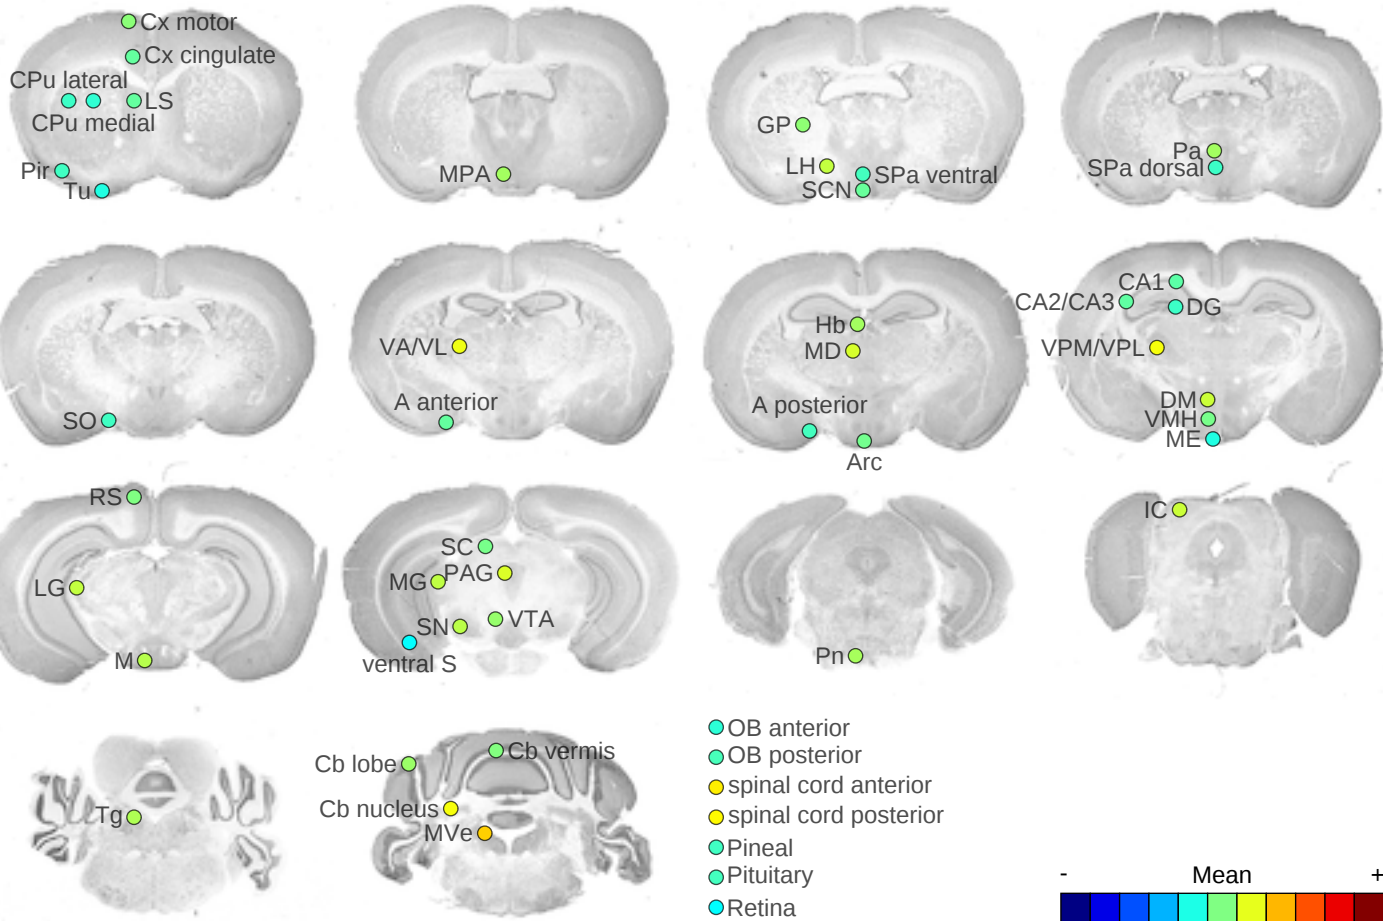 Cx motor
Cx cingulate
CPu lateral
LS
CPu medial
Pir
Tu
MPA
GP
LH
SPa ventral
SCN
Pa
SPa dorsal
SO
VA/VL
A anterior
Hb
MD
A posterior
Arc
CA1
CA2/CA3
DG
VPM/VPL
DM
VMH
ME
RS
LG
M
SC
PAG
MG
VTA
SN
ventral S
Pn
IC
Tg
Cb vermis
Cb lobe
Cb nucleus
MVe
OB anterior
OB posterior
spinal cord anterior
spinal cord posterior
Pineal
Pituitary
Retina
- Mean +